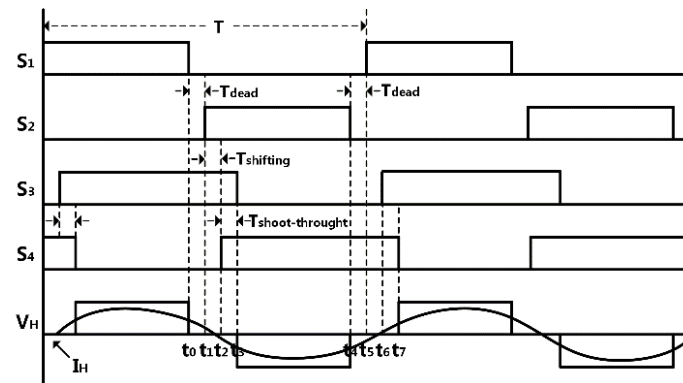 T
S1
Tdead Tdead
S2
Tshifting
S3
Tshoot-throught
S4
VH
t0 t1 t2 t3 t4 t5 t6 t7
IH